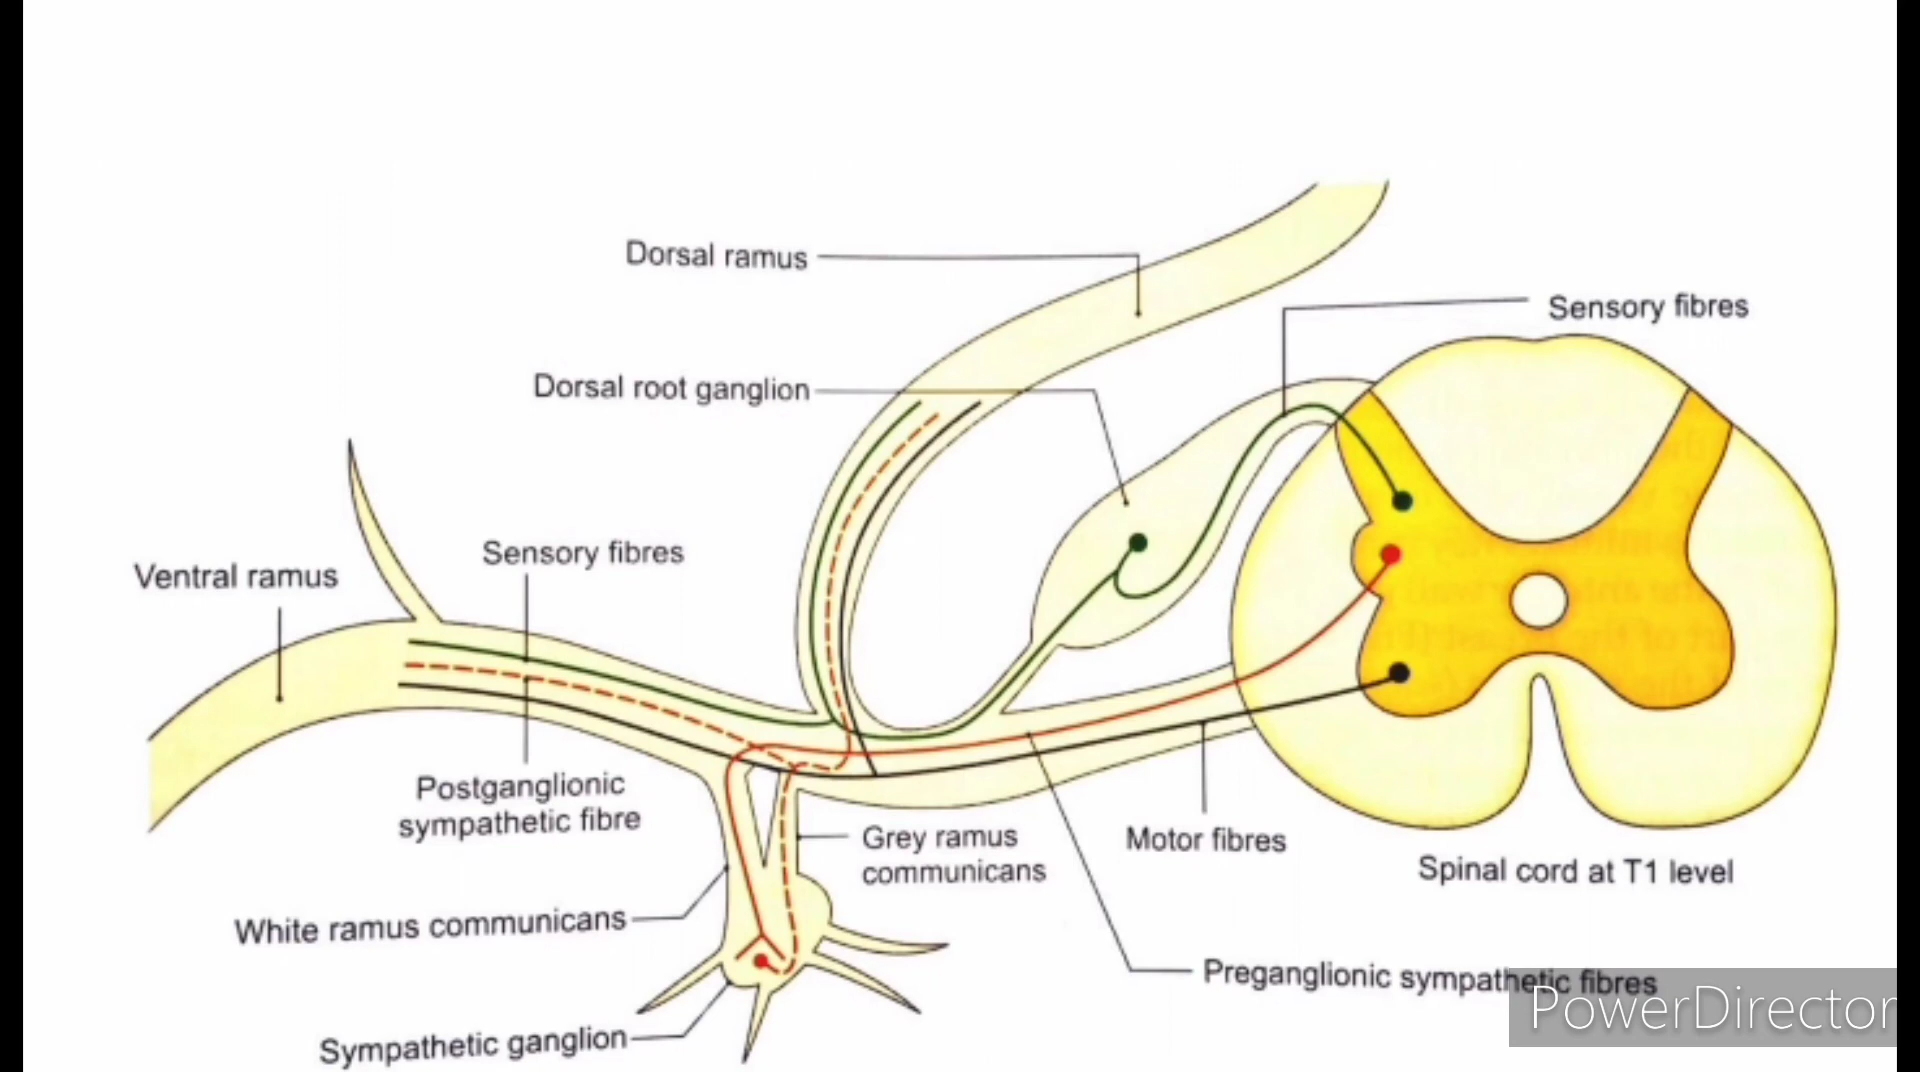 Dorsal ramus
Sensory fibres
Dorsal root ganglion
Sensory fibres
Ventral ramus
Postganglionic
sympathetic fibre
Grey ramus
communicans
Motor fibres
Spinal cord at T1 level
White ramus communicans
Preganglionic sympathetic fibres
Sympathetic ganglion
PowerDirector